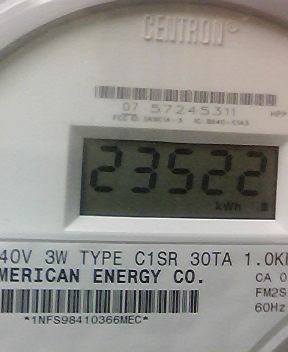 CENTRON®
07 57245311
23522
kWh
40V 3W TYPE C1SR 30TA 1.0K
MERICAN ENERGY CO.
CA 0
FM2S
60Hz
*1NFS98410366MEC*